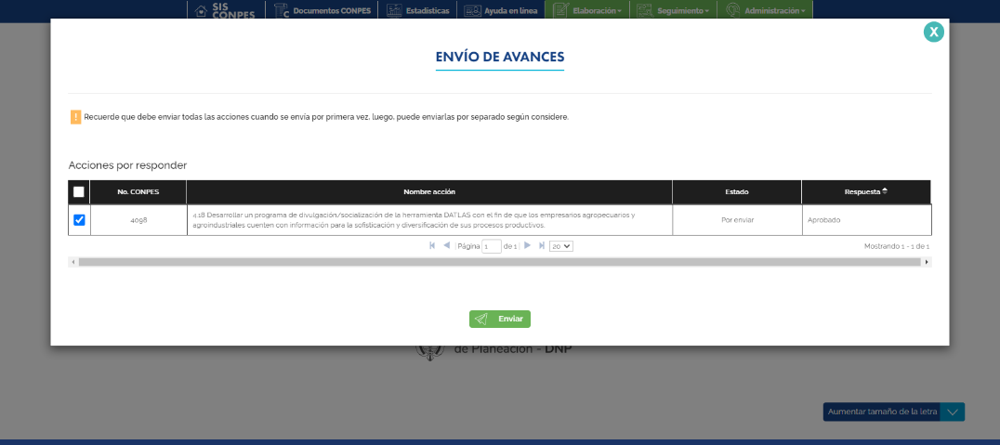 SIS
CONPES
Documentos CONPES
Estadísticas
Ayuda en línea
Elaboración
Seguimiento
Administración
X
ENVÍO DE AVANCES
! Recuerde que debe enviar todas las acciones cuando se envía por primera vez, luego, puede enviarlas por separado según considere.
Acciones por responder
No. CONPES Nombre acción Estado Respuesta
4098 4.18 Desarrollar un programa de divulgación/socialización de la herramienta DATLAS con el fin de que los empresarios agropecuarios y Por enviar Aprobado
agroindustriales cuenten con información para la sofisticación y diversificación de sus procesos productivos.
Página 1 de 1 20 Mostrando 1 - 1 de 1
Enviar
de Planeación - DNP
Aumentar tamaño de la letra